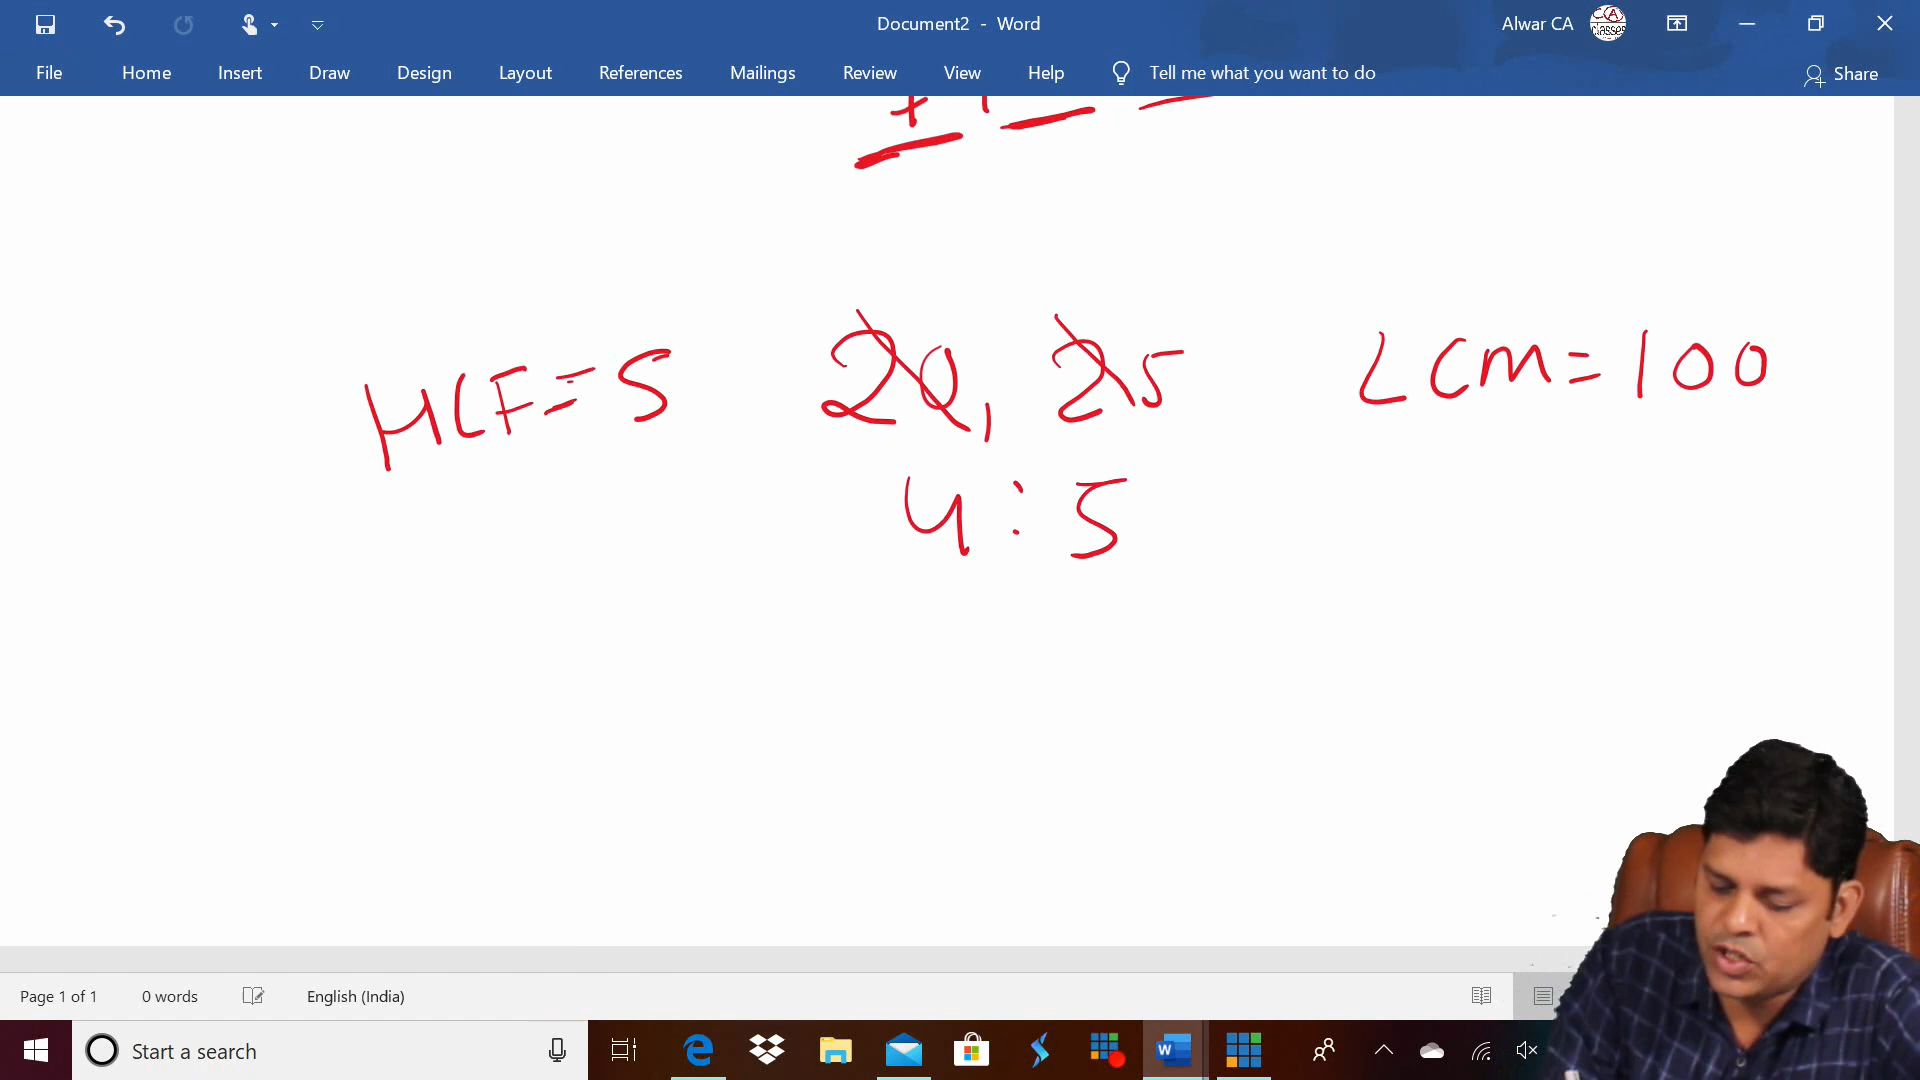 Document2 - Word
Alwar CA
CA classes
File Home Insert Draw Design Layout References Mailings Review View Help Tell me what you want to do Share
HCF = 5 20, 25 LCM = 100
4 : 5
Page 1 of 1 0 words English (India)
Start a search
W